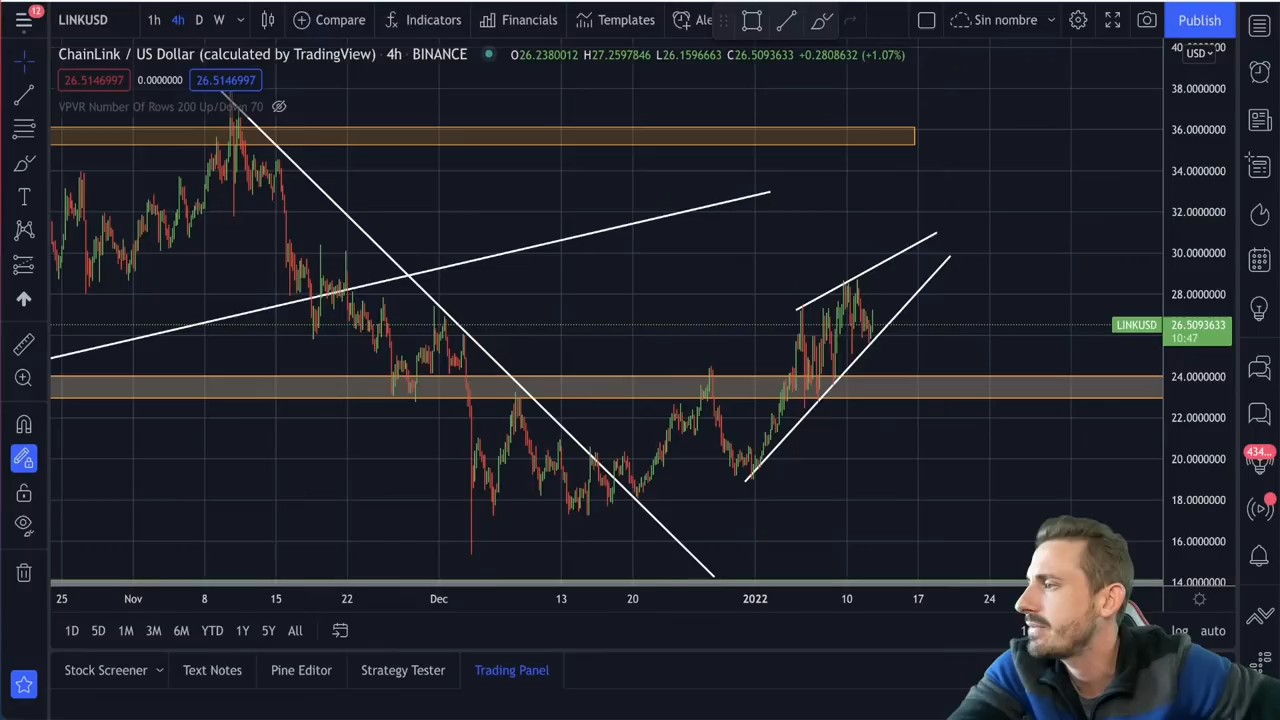 12
LINKUSD 1h 4h D W Compare Indicators Financials Templates Ale Sin nombre Publish
ChainLink / US Dollar (calculated by TradingView) · 4h · BINANCE O26.2380012 H27.2597846 L26.1596663 C26.5093633 +0.2808632 (+1.07%)
26.5146997 0.0000000 26.5146997
VPVR Number Of Rows 200 Up/Down 70
USD
38.0000000
36.0000000
34.0000000
32.0000000
30.0000000
28.0000000
LINKUSD 26.5093633
10:47
24.0000000
22.0000000
20.0000000
18.0000000
16.0000000
14.0000000
434...
25 Nov 8 15 22 Dec 13 20 2022 10 17 24
1D 5D 1M 3M 6M YTD 1Y 5Y All log auto
Stock Screener Text Notes Pine Editor Strategy Tester Trading Panel